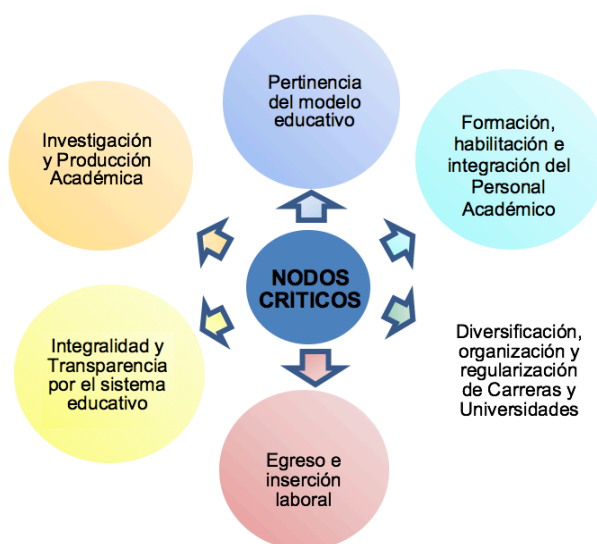 Pertinencia
del modelo
educativo
Formación,
habilitación e
integración del
Personal
Académico
Diversificación,
organización y
regularización
de Carreras y
Universidades
Egreso e
inserción
laboral
Integralidad y
Transparencia
por el sistema
educativo
Investigación
y Producción
Académica
NODOS
CRITICOS